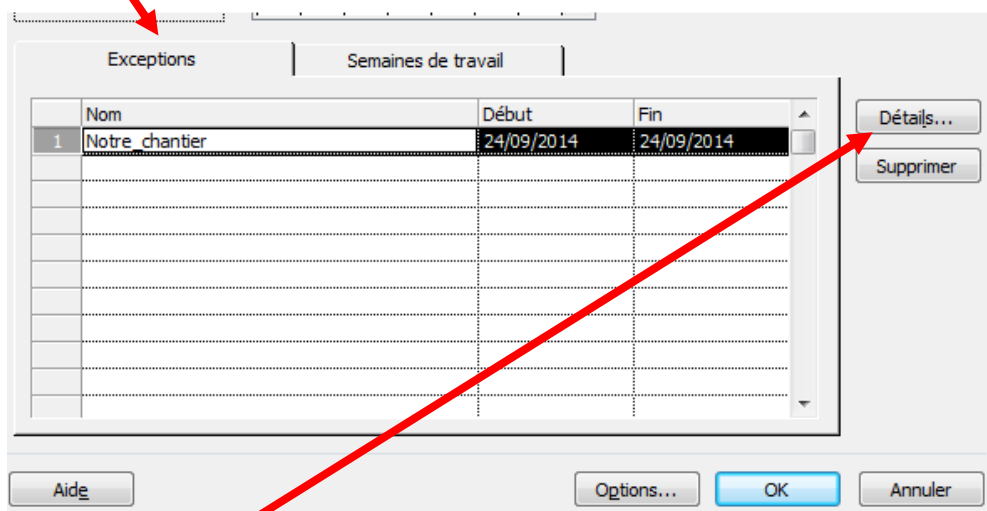 Exceptions Semaines de travail
Nom Début Fin
Détails...
1 Notre_chantier 24/09/2014 24/09/2014
Supprimer
Aide Options... OK Annuler